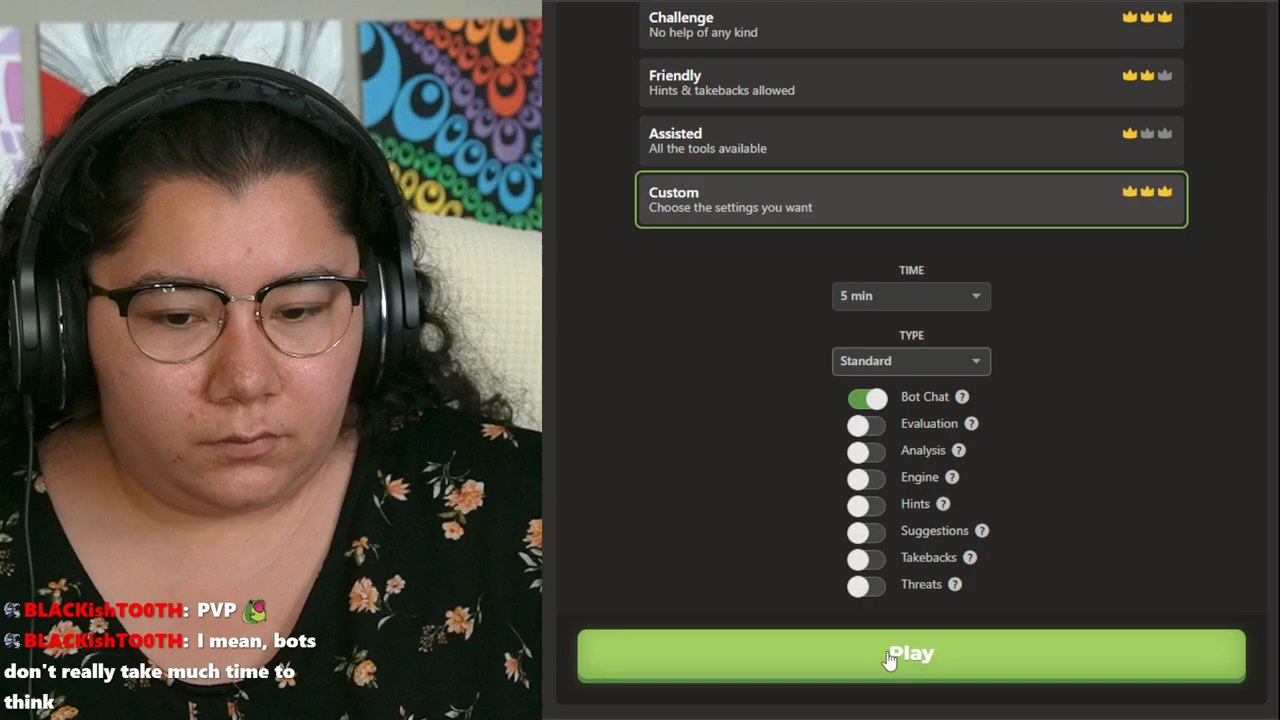 Challenge
No help of any kind
Friendly
Hints & takebacks allowed
Assisted
All the tools available
Custom
Choose the settings you want
TIME
5 min
TYPE
Standard
Bot Chat ?
Evaluation ?
Analysis ?
Engine ?
Hints ?
Suggestions ?
Takebacks ?
Threats ?
Play
BLACKishTO0TH: PVP
BLACKishTO0TH: I mean, bots
don't really take much time to
think